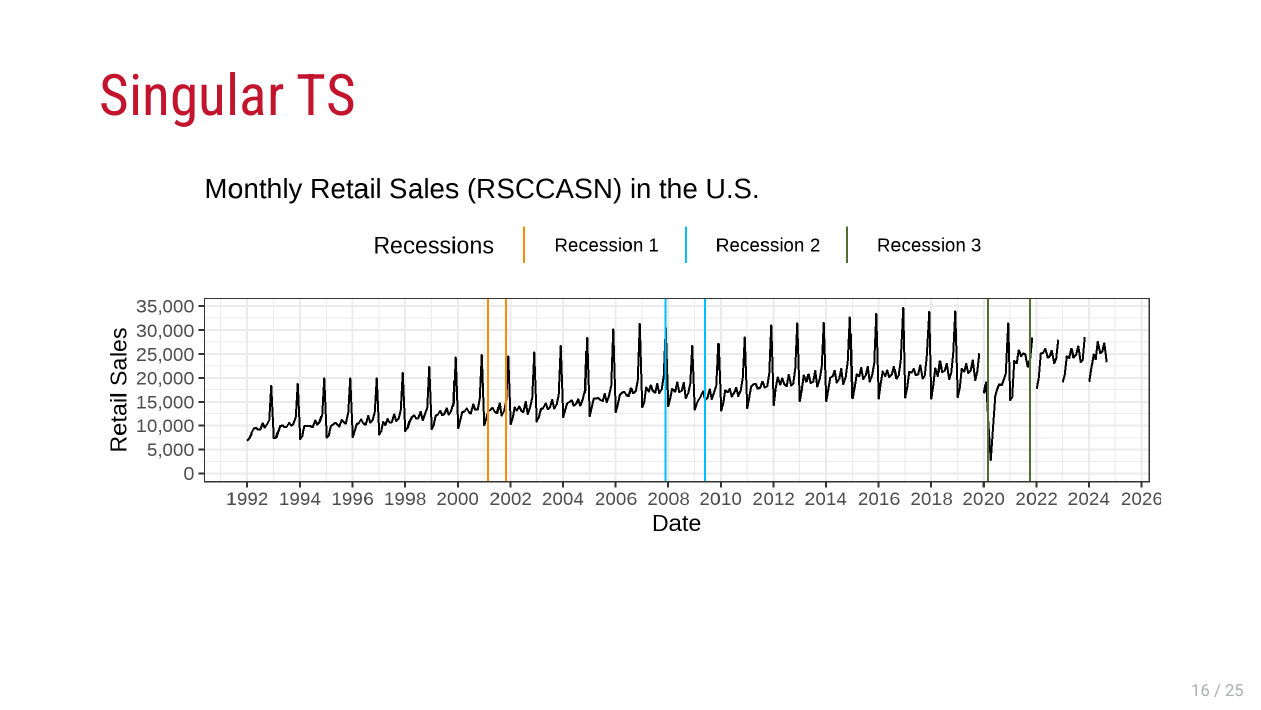 Singular TS
Monthly Retail Sales (RSCCASN) in the U.S.
Recessions Recession 1 Recession 2 Recession 3
35,000
30,000
25,000
20,000
15,000
10,000
5,000
0
Retail Sales
1992 1994 1996 1998 2000 2002 2004 2006 2008 2010 2012 2014 2016 2018 2020 2022 2024 2026
Date
16 / 25